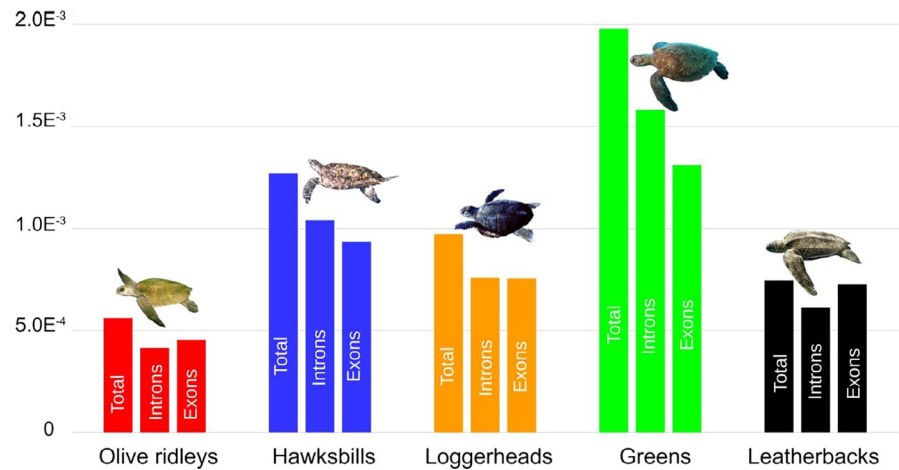 2.0E⁻³
1.5E⁻³
1.0E⁻³
5.0E⁻⁴
0
Total
Introns
Exons
Total
Introns
Exons
Total
Introns
Exons
Total
Introns
Exons
Total
Introns
Exons
Olive ridleys
Hawksbills
Loggerheads
Greens
Leatherbacks